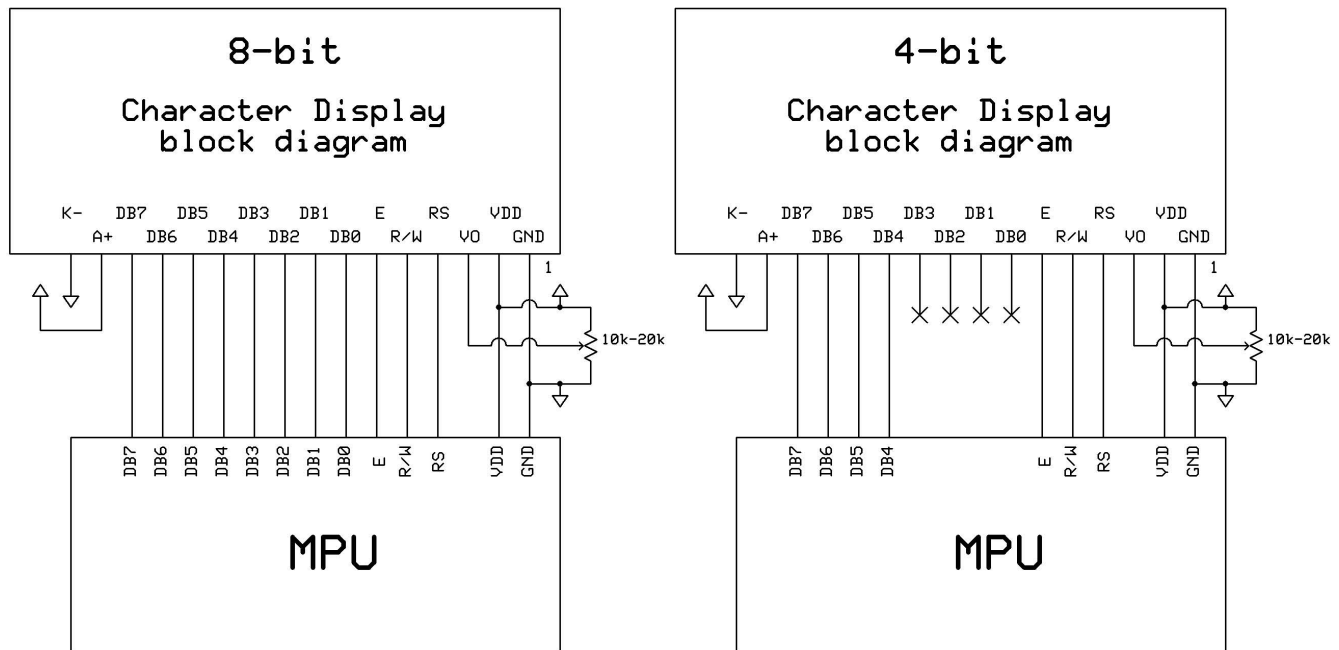 8-bit
Character Display
block diagram
K- DB7 DB5 DB3 DB1 E RS VDD
A+ DB6 DB4 DB2 DB0 R/W VO GND
1
10k-20k
DB7 DB6 DB5 DB4 DB3 DB2 DB1 DB0 E R/W RS VDD GND
MPU
4-bit
Character Display
block diagram
K- DB7 DB5 DB3 DB1 E RS VDD
A+ DB6 DB4 DB2 DB0 R/W VO GND
1
10k-20k
DB7 DB6 DB5 DB4 E R/W RS VDD GND
MPU